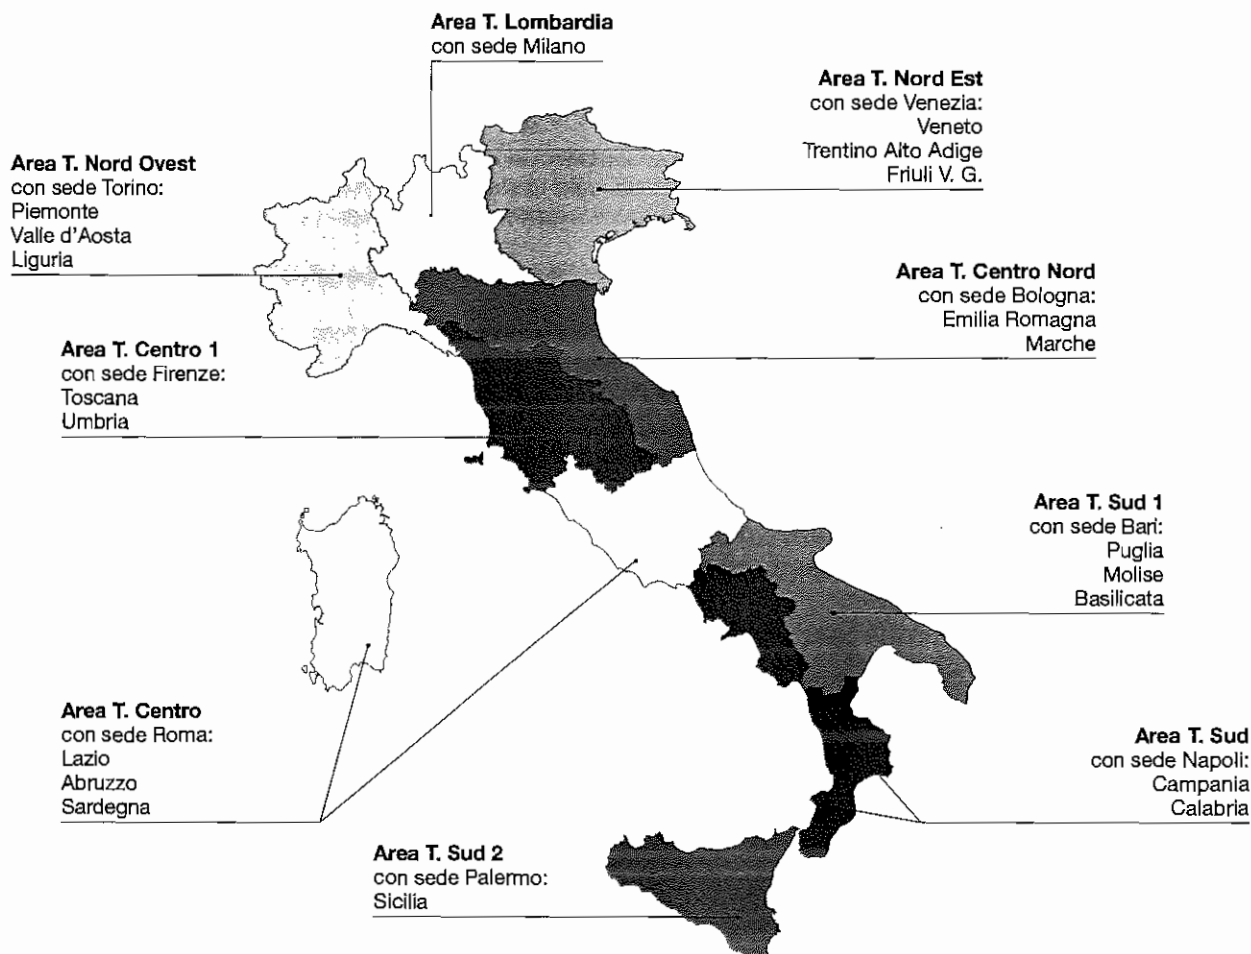 Area T. Lombardia
con sede Milano
Area T. Nord Est
con sede Venezia:
Veneto
Trentino Alto Adige
Friuli V. G.
Area T. Nord Ovest
con sede Torino:
Piemonte
Valle d'Aosta
Liguria
Area T. Centro Nord
con sede Bologna:
Emilia Romagna
Marche
Area T. Centro 1
con sede Firenze:
Toscana
Umbria
Area T. Sud 1
con sede Bari:
Puglia
Molise
Basilicata
Area T. Centro
con sede Roma:
Lazio
Abruzzo
Sardegna
Area T. Sud
con sede Napoli:
Campania
Calabria
Area T. Sud 2
con sede Palermo:
Sicilia